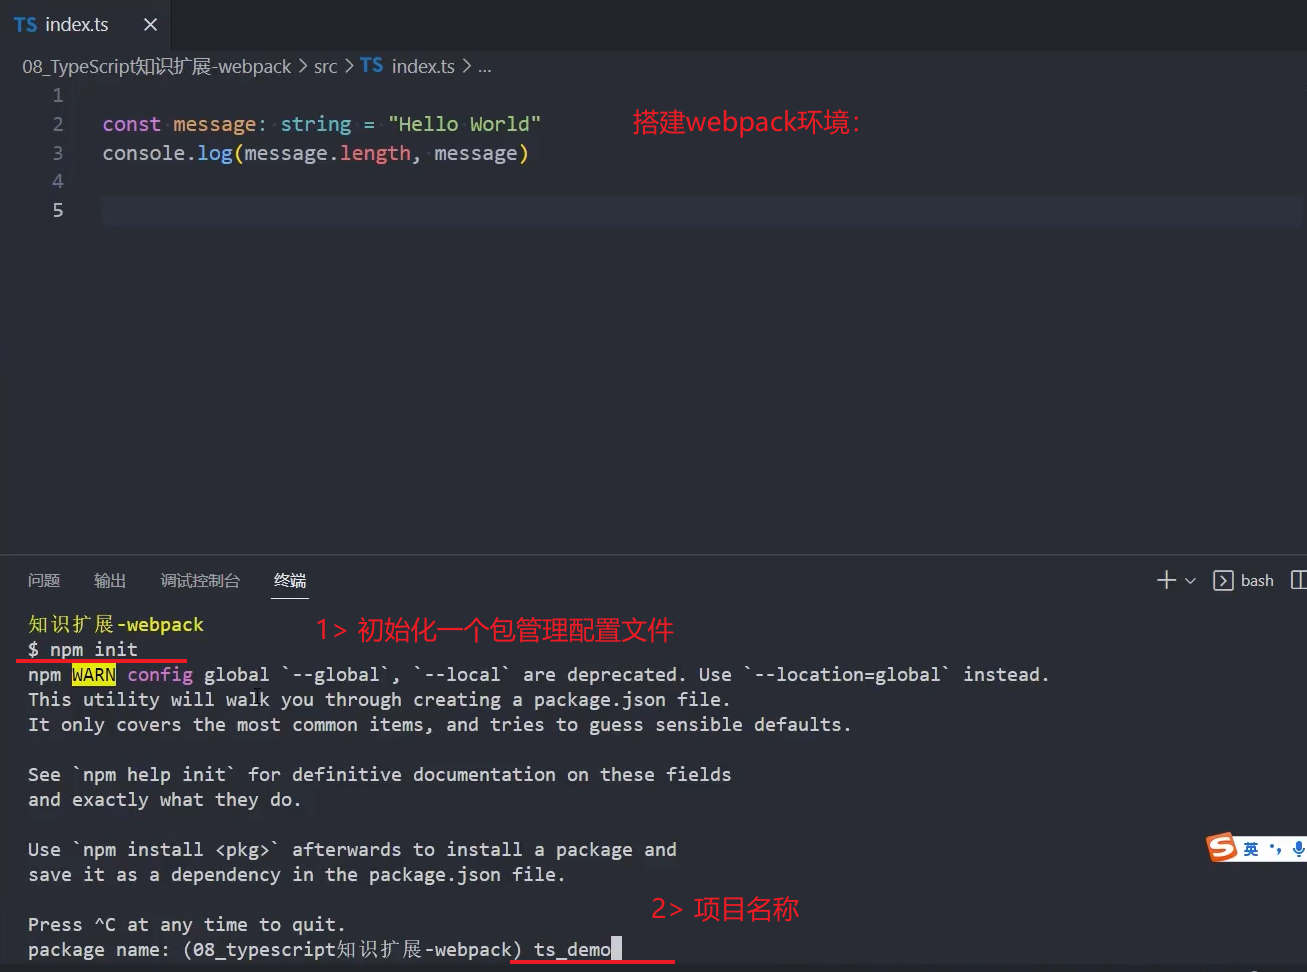 TS index.ts
08_TypeScript知识扩展-webpack > src > TS index.ts > ...
1
2 const message: string = "Hello World"
搭建webpack环境：
3 console.log(message.length, message)
4
5
问题 输出 调试控制台 终端
bash
知识扩展-webpack
1> 初始化一个包管理配置文件
$ npm init
npm WARN config global `--global`, `--local` are deprecated. Use `--location=global` instead.
This utility will walk you through creating a package.json file.
It only covers the most common items, and tries to guess sensible defaults.
See `npm help init` for definitive documentation on these fields
and exactly what they do.
Use `npm install <pkg>` afterwards to install a package and
save it as a dependency in the package.json file.
S 英
2> 项目名称
Press ^C at any time to quit.
package name: (08_typescript知识扩展-webpack) ts_demo